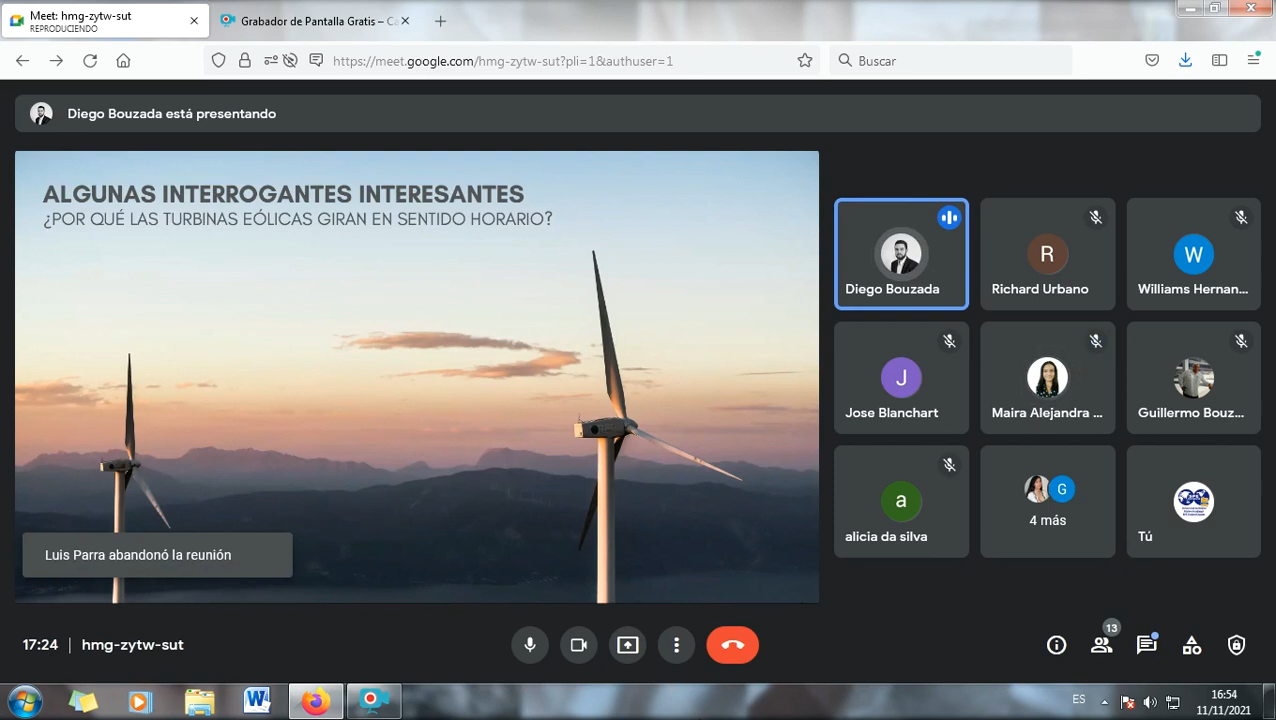 Meet: hmg-zytw-sut
REPRODUCIENDO
Grabador de Pantalla Gratis – Ca
https://meet.google.com/hmg-zytw-sut?pli=1&authuser=1
Buscar
Diego Bouzada está presentando
ALGUNAS INTERROGANTES INTERESANTES
¿POR QUÉ LAS TURBINAS EÓLICAS GIRAN EN SENTIDO HORARIO?
Diego Bouzada
R
Richard Urbano
W
Williams Hernan...
J
Jose Blanchart
Maira Alejandra ...
Guillermo Bouz...
a
alicia da silva
G
4 más
Tú
Luis Parra abandonó la reunión
17:24 | hmg-zytw-sut
13
ES
16:54
11/11/2021